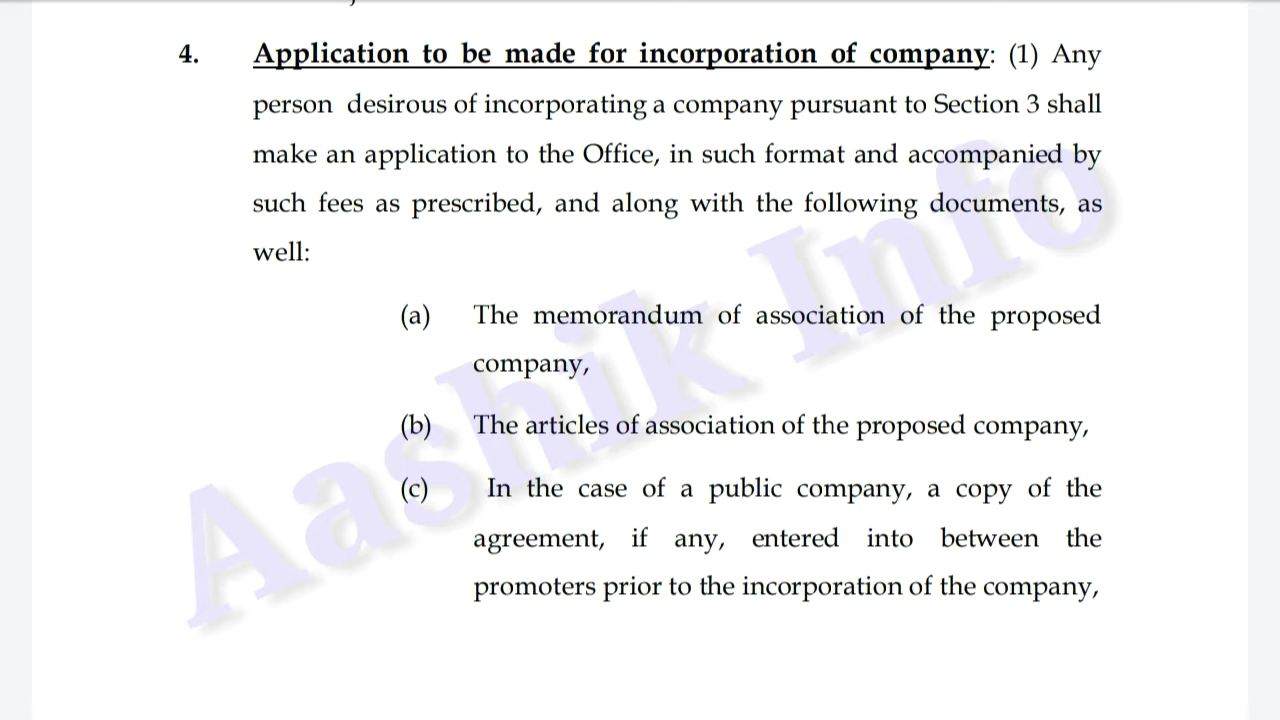 4. Application to be made for incorporation of company: (1) Any
person desirous of incorporating a company pursuant to Section 3 shall
make an application to the Office, in such format and accompanied by
such fees as prescribed, and along with the following documents, as
well:
(a) The memorandum of association of the proposed
company,
(b) The articles of association of the proposed company,
(c) In the case of a public company, a copy of the
agreement, if any, entered into between the
promoters prior to the incorporation of the company,
Aashik Info